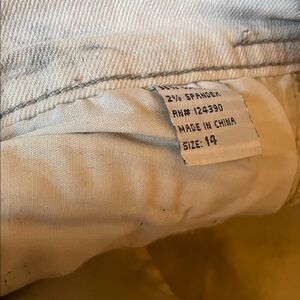 2% SPANDEX
RN# 124390
MADE IN CHINA
SIZE: 14